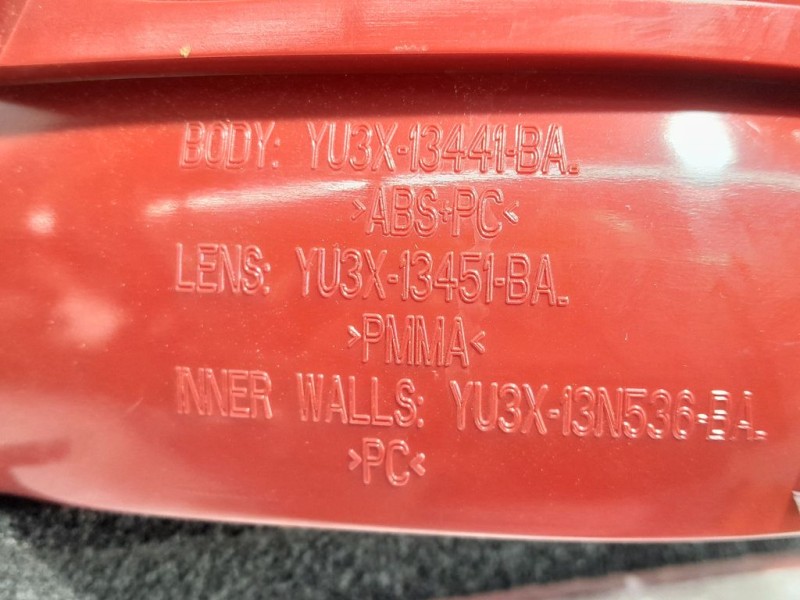 BODY: YU3X-13441-BA.
>ABS+PC<
LENS: YU3X-13451-BA.
>PMMA<
INNER WALLS: YU3X-13N536-BA.
>PC<